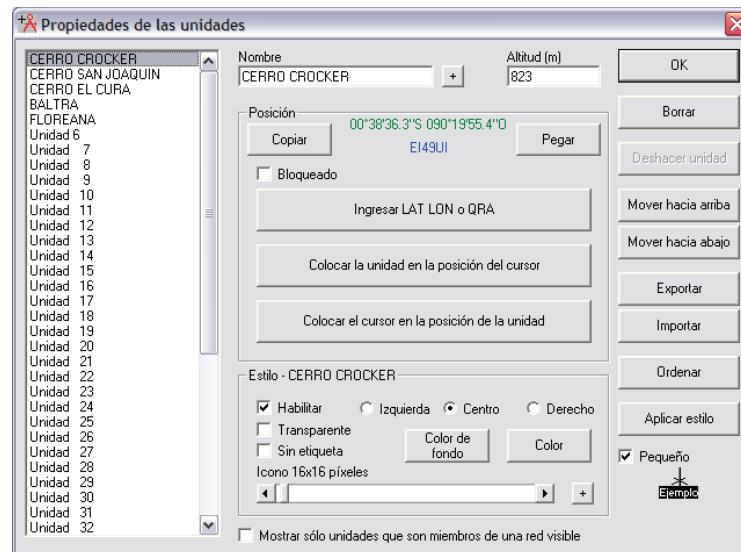 Propiedades de las unidades
CERRO CROCKER
CERRO SAN JOAQUIN
CERRO EL CURA
BALTRA
FLOREANA
Unidad 6
Unidad 7
Unidad 8
Unidad 9
Unidad 10
Unidad 11
Unidad 12
Unidad 13
Unidad 14
Unidad 15
Unidad 16
Unidad 17
Unidad 18
Unidad 19
Unidad 20
Unidad 21
Unidad 22
Unidad 23
Unidad 24
Unidad 25
Unidad 26
Unidad 27
Unidad 28
Unidad 29
Unidad 30
Unidad 31
Unidad 32
Nombre
CERRO CROCKER
+
Altitud (m)
823
Posición
Copiar
00°38'36.3"S 090°19'55.4"O
EI49UI
Pegar
Bloqueado
Ingresar LAT LON o QRA
Colocar la unidad en la posición del cursor
Colocar el cursor en la posición de la unidad
Estilo - CERRO CROCKER
Habilitar
Izquierda
Centro
Derecho
Transparente
Sin etiqueta
Color de
fondo
Color
Icono 16x16 píxeles
+
Mostrar sólo unidades que son miembros de una red visible
OK
Borrar
Deshacer unidad
Mover hacia arriba
Mover hacia abajo
Exportar
Importar
Ordenar
Aplicar estilo
Pequeño
Ejemplo